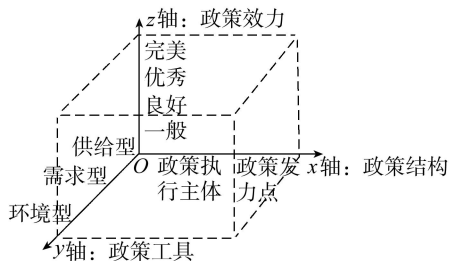 z轴：政策效力
完美
优秀
良好
一般
供给型
O
政策执
行主体
政策发
力点
x轴：政策结构
需求型
环境型
y轴：政策工具